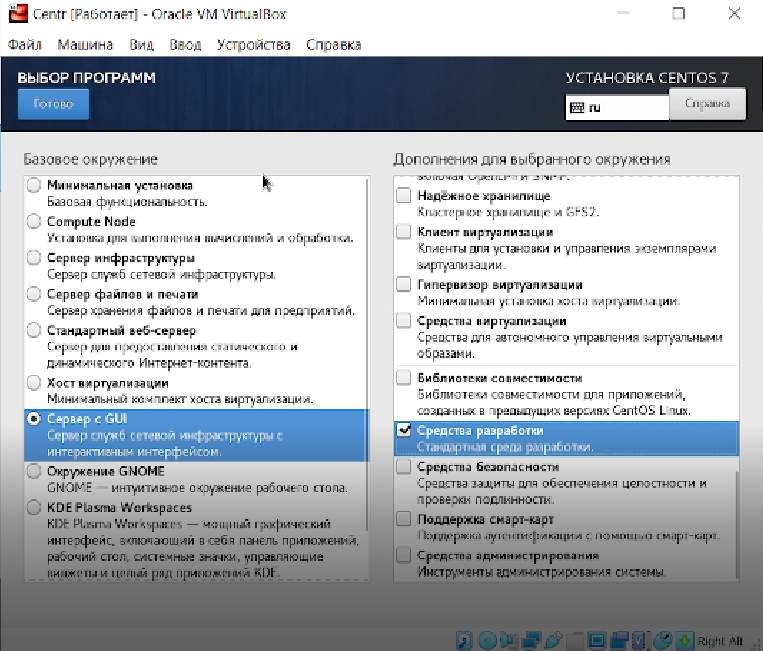 Centr [Работает] - Oracle VM VirtualBox
Файл Машина Вид Ввод Устройства Справка
ВЫБОР ПРОГРАММ
Готово
УСТАНОВКА CENTOS 7
ru
Справка
Базовое окружение
Минимальная установка
Базовая функциональность.
Compute Node
Установка для выполнения вычислений и обработки.
Сервер инфраструктуры
Сервер служб сетевой инфраструктуры.
Сервер файлов и печати
Сервер хранения файлов и печати для предприятий.
Стандартный веб-сервер
Сервер для предоставления статического и
динамического Интернет-контента.
Хост виртуализации
Минимальный комплект хоста виртуализации.
Сервер с GUI
Сервер служб сетевой инфраструктуры с
интерактивным интерфейсом.
Окружение GNOME
GNOME — интуитивное окружение рабочего стола.
KDE Plasma Workspaces
KDE Plasma Workspaces — мощный графический
интерфейс, включающий в себя панель приложений,
рабочий стол, системные значки, управляющие
виджеты и целый ряд приложений KDE.
Дополнения для выбранного окружения
включая OpenLMI и SNMP.
Надёжное хранилище
Кластерное хранилище и GFS2.
Клиент виртуализации
Клиенты для установки и управления экземплярами
виртуализации.
Гипервизор виртуализации
Минимальная установка хоста виртуализации.
Средства виртуализации
Средства для автономного управления виртуальными
образами.
Библиотеки совместимости
Библиотеки совместимости для приложений,
созданных в предыдущих версиях CentOS Linux.
Средства разработки
Стандартная среда разработки.
Средства безопасности
Средства защиты для обеспечения целостности и
проверки подлинности.
Поддержка смарт-карт
Поддержка аутентификации с помощью смарт-карт.
Средства администрирования
Инструменты администрирования системы.
Right Alt